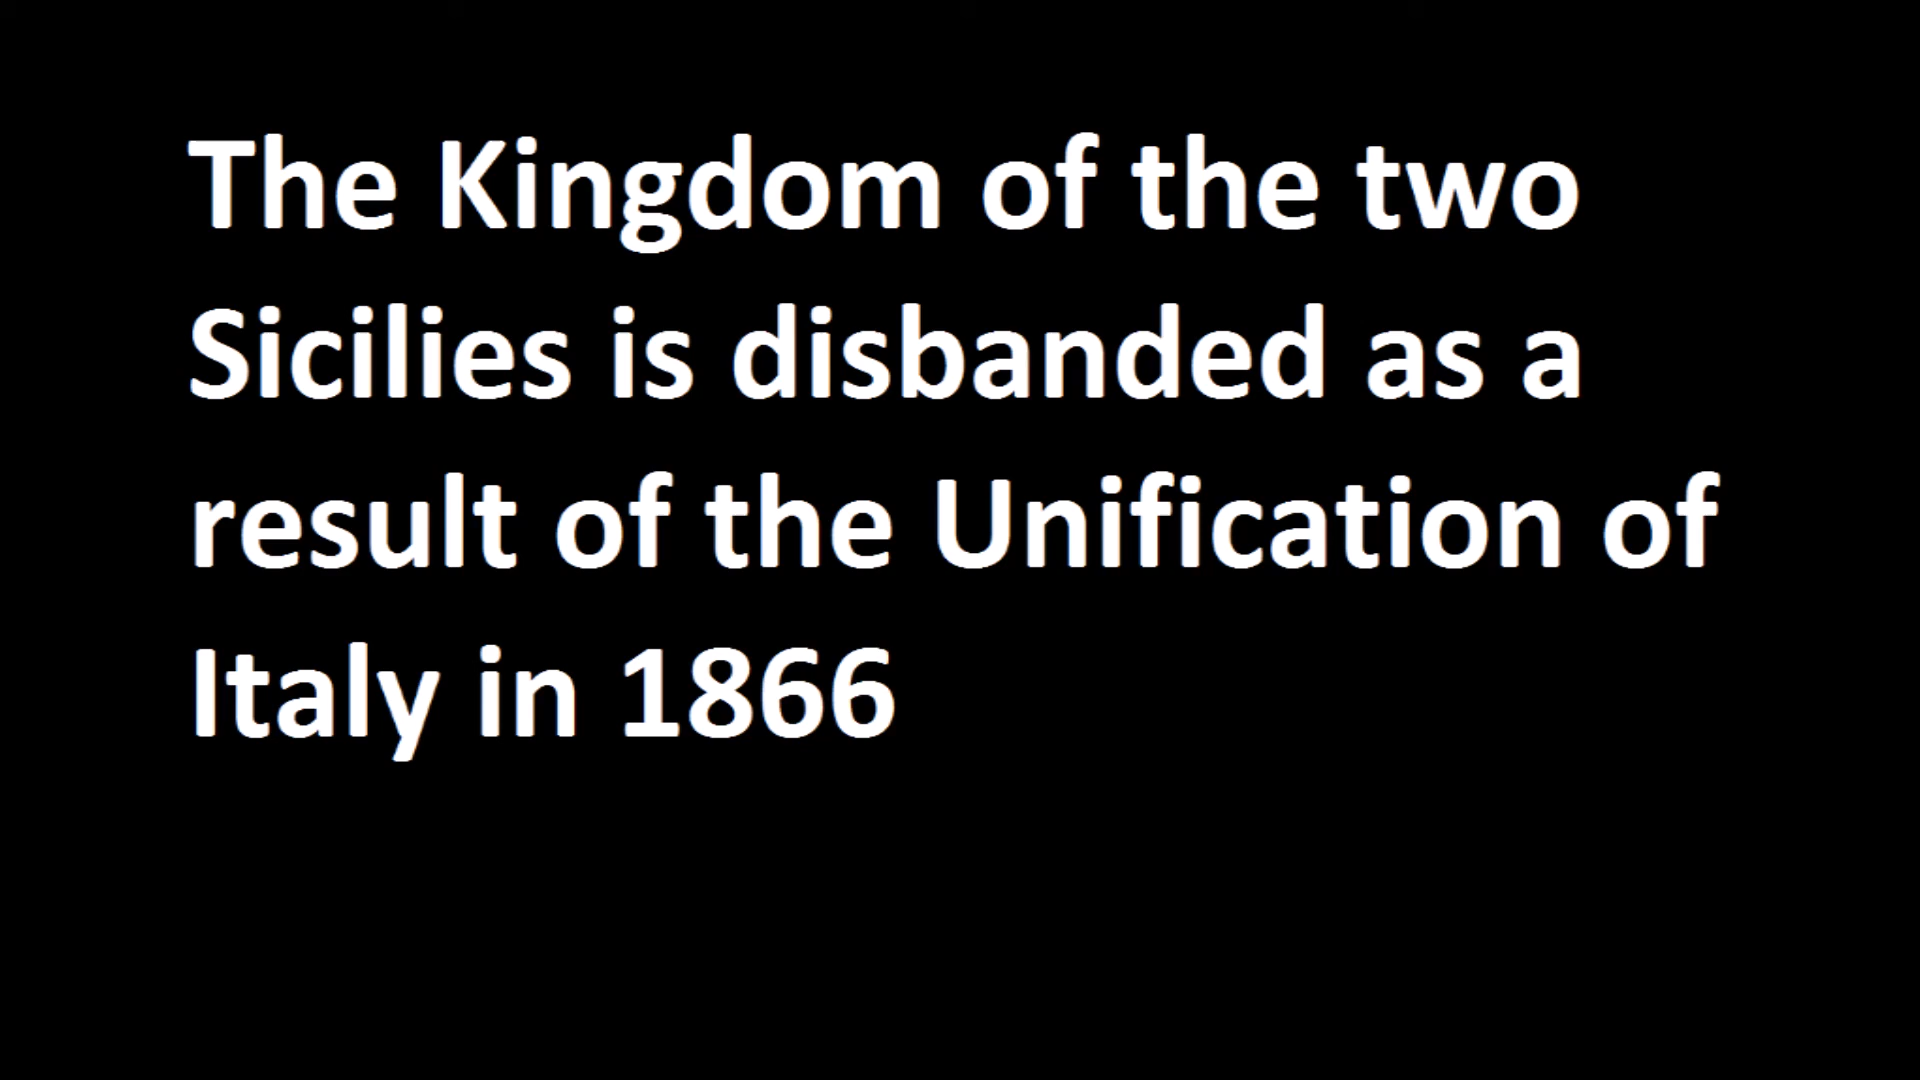 The Kingdom of the two
Sicilies is disbanded as a
result of the Unification of
Italy in 1866